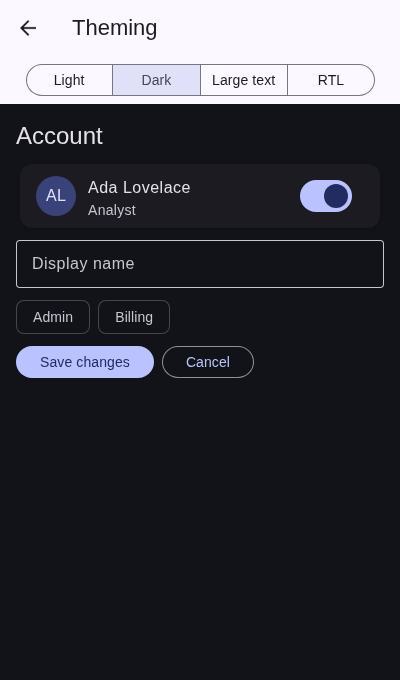 Theming
Light Dark Large text RTL
Account
AL
Ada Lovelace
Analyst
Display name
Admin Billing
Save changes Cancel